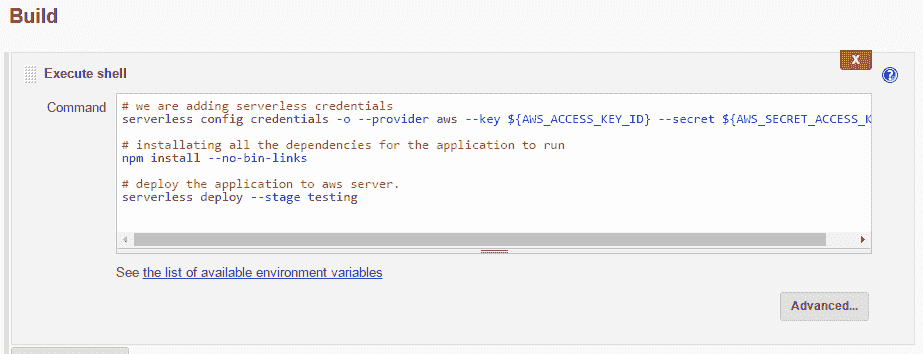 Build
X
Execute shell
Command
# we are adding serverless credentials
serverless config credentials -o --provider aws --key ${AWS_ACCESS_KEY_ID} --secret ${AWS_SECRET_ACCESS_K
# installating all the dependencies for the application to run
npm install --no-bin-links
# deploy the application to aws server.
serverless deploy --stage testing
See the list of available environment variables
Advanced...